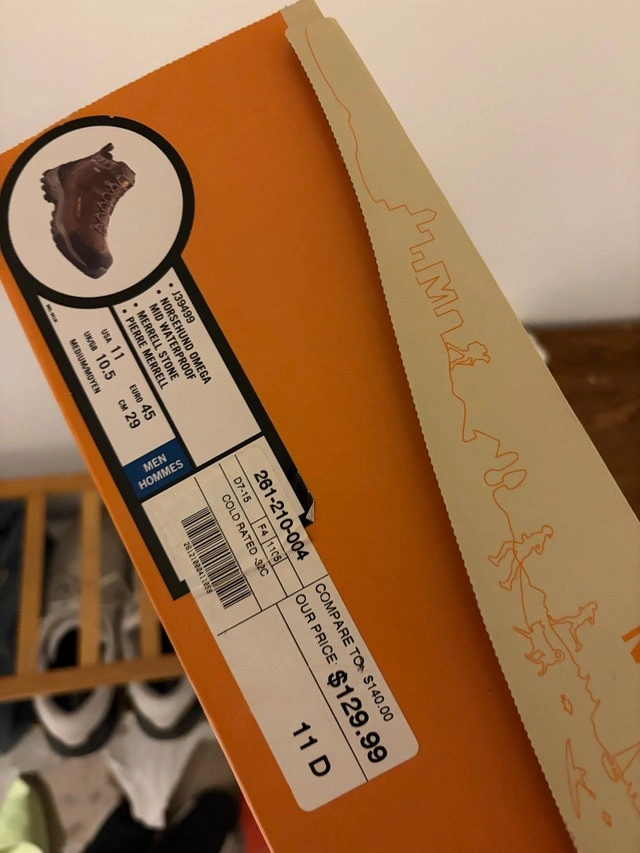 • J39499
• NORSEHUND OMEGA
MID WATERPROOF
• MERRELL STONE
• PIERRE MERRELL
USA 11
EURO 45
UK/GB 10.5
CM 29
MEDIUM/MOYEN
MEN
HOMMES
261-210-004
D7-15
F4
1105
COLD RATED -32C
COMPARE TO: $140.00
OUR PRICE: $129.99
11 D